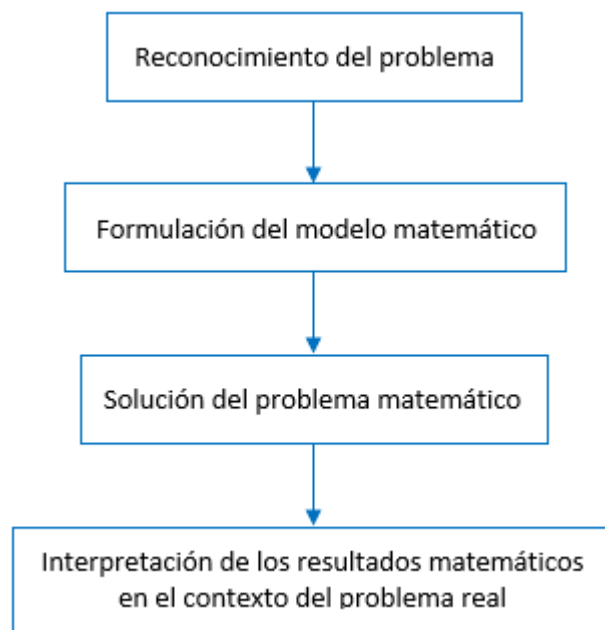 Reconocimiento del problema
Formulación del modelo matemático
Solución del problema matemático
Interpretación de los resultados matemáticos
en el contexto del problema real